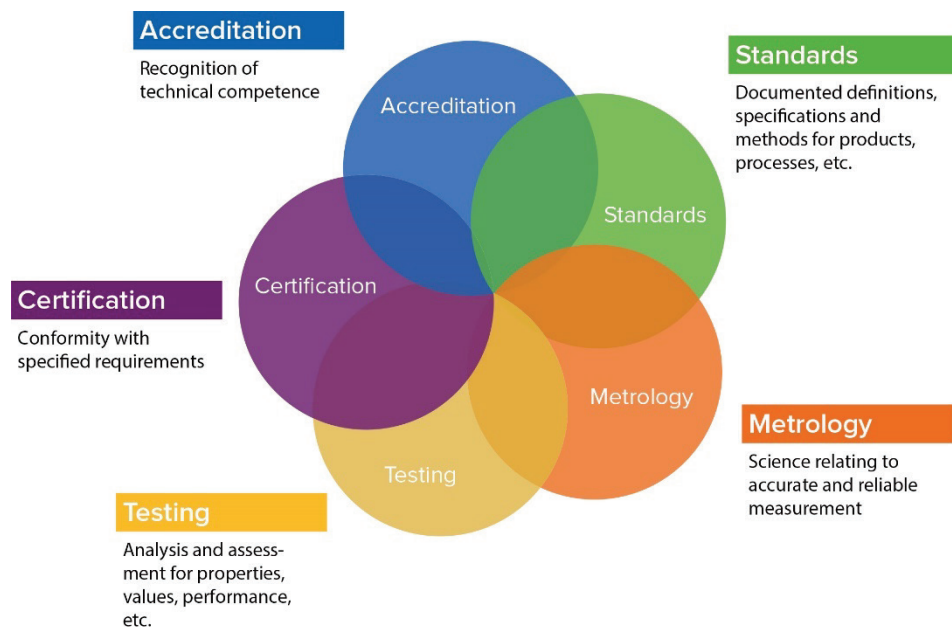 Accreditation
Recognition of
technical competence
Accreditation
Standards
Documented definitions,
specifications and
methods for products,
processes, etc.
Standards
Certification
Conformity with
specified requirements
Certification
Metrology
Metrology
Science relating to
accurate and reliable
measurement
Testing
Testing
Analysis and assess-
ment for properties,
values, performance,
etc.